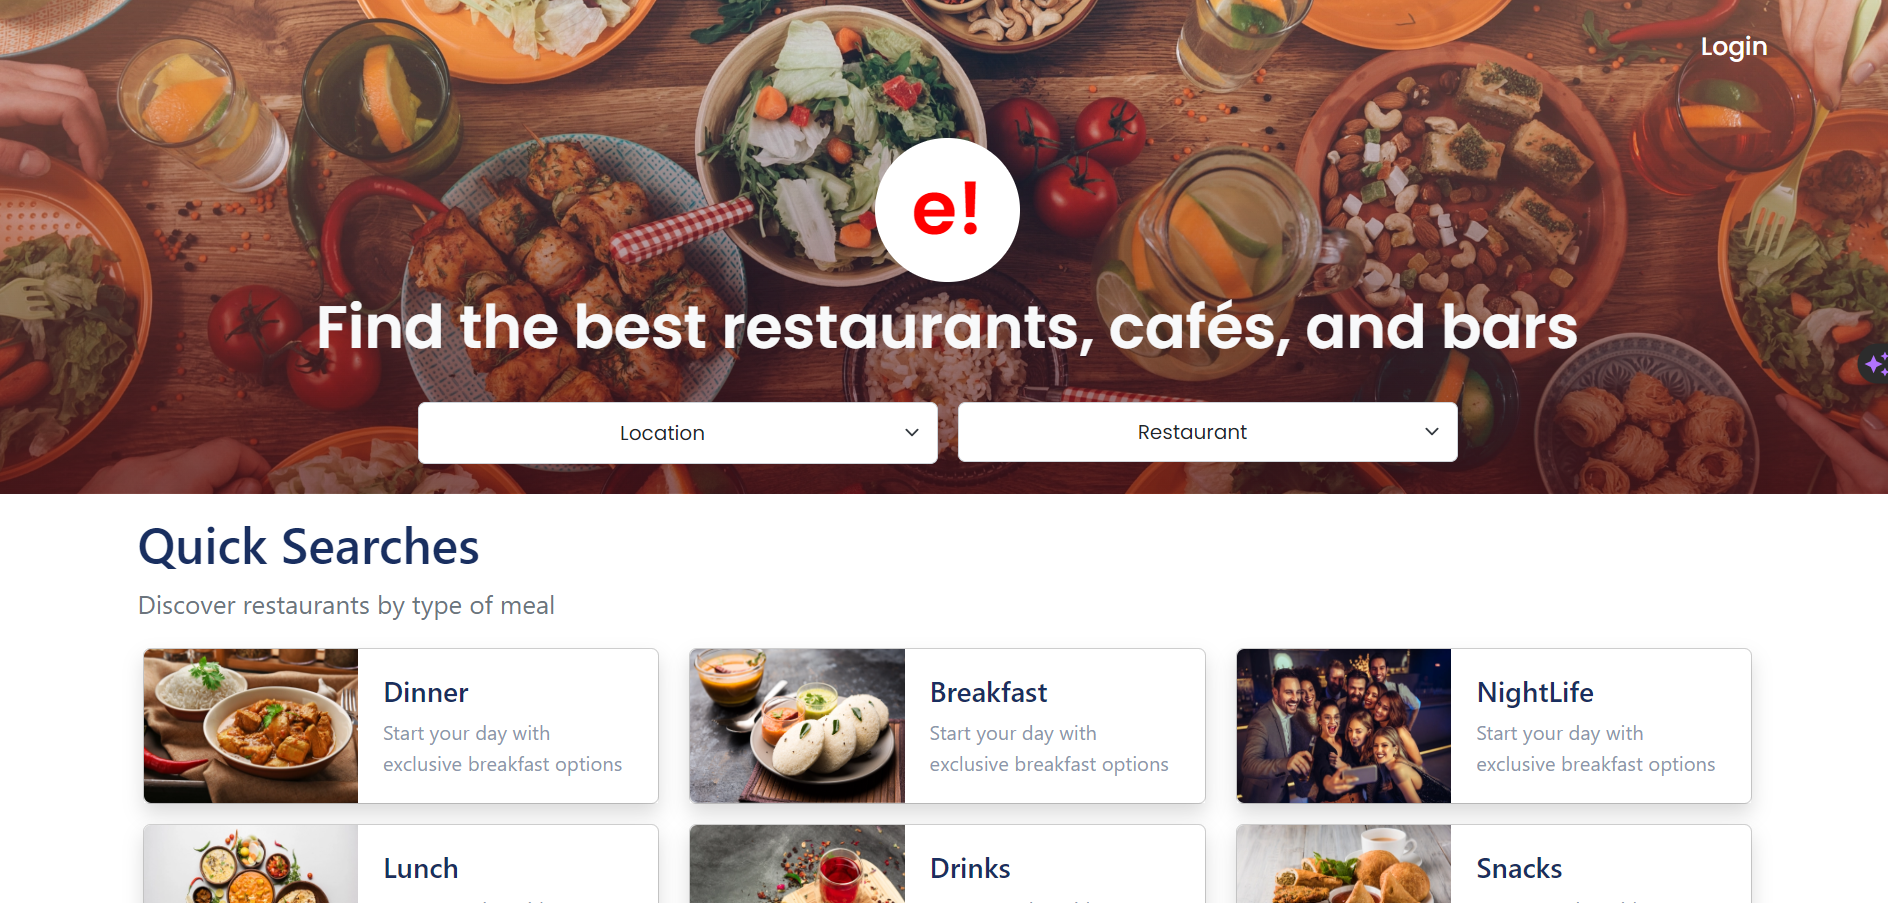 Login
e!
Find the best restaurants, cafés, and bars
Location
Restaurant
Quick Searches
Discover restaurants by type of meal
Dinner
Start your day with
exclusive breakfast options
Breakfast
Start your day with
exclusive breakfast options
NightLife
Start your day with
exclusive breakfast options
Lunch
Drinks
Snacks